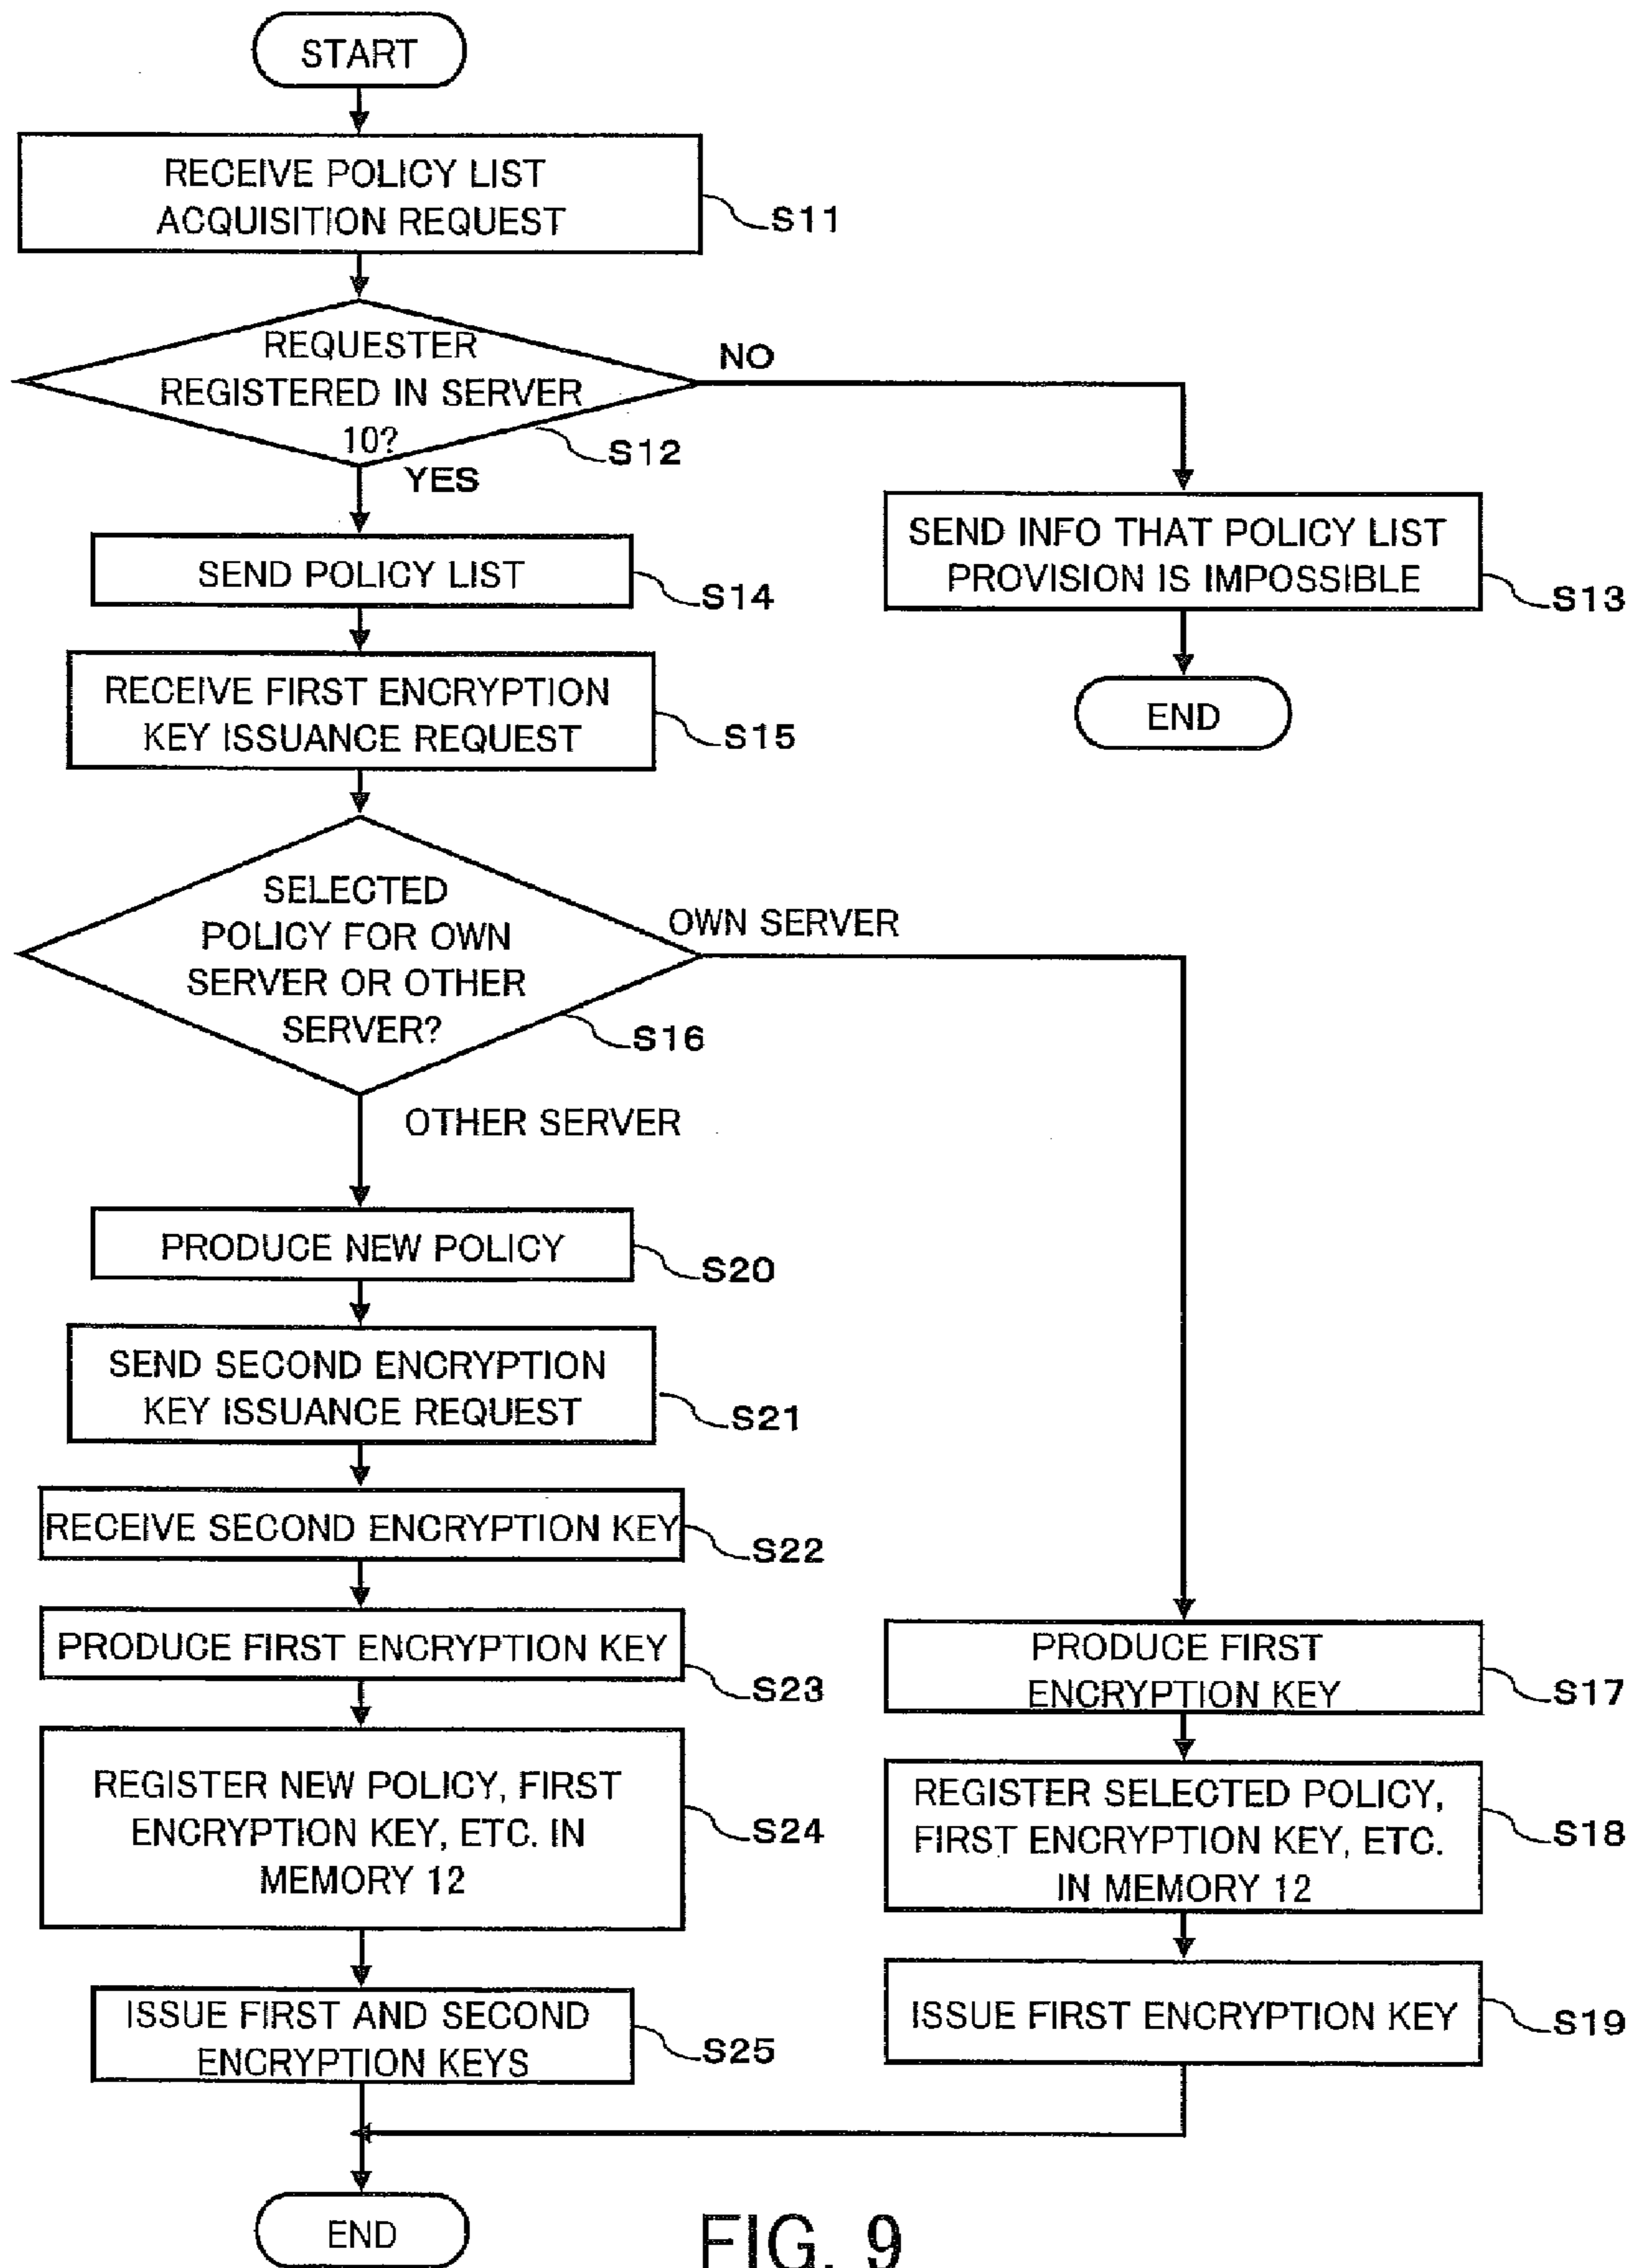 START
RECEIVE POLICY LIST
ACQUISITION REQUEST
S11
REQUESTER
REGISTERED IN SERVER
10?
S12
NO
YES
SEND INFO THAT POLICY LIST
PROVISION IS IMPOSSIBLE
S13
END
SEND POLICY LIST
S14
RECEIVE FIRST ENCRYPTION
KEY ISSUANCE REQUEST
S15
SELECTED
POLICY FOR OWN
SERVER OR OTHER
SERVER?
S16
OWN SERVER
OTHER SERVER
PRODUCE NEW POLICY
S20
SEND SECOND ENCRYPTION
KEY ISSUANCE REQUEST
S21
RECEIVE SECOND ENCRYPTION KEY
S22
PRODUCE FIRST ENCRYPTION KEY
S23
REGISTER NEW POLICY, FIRST
ENCRYPTION KEY, ETC. IN
MEMORY 12
S24
ISSUE FIRST AND SECOND
ENCRYPTION KEYS
S25
PRODUCE FIRST
ENCRYPTION KEY
S17
REGISTER SELECTED POLICY,
FIRST ENCRYPTION KEY, ETC.
IN MEMORY 12
S18
ISSUE FIRST ENCRYPTION KEY
S19
END
FIG. 9